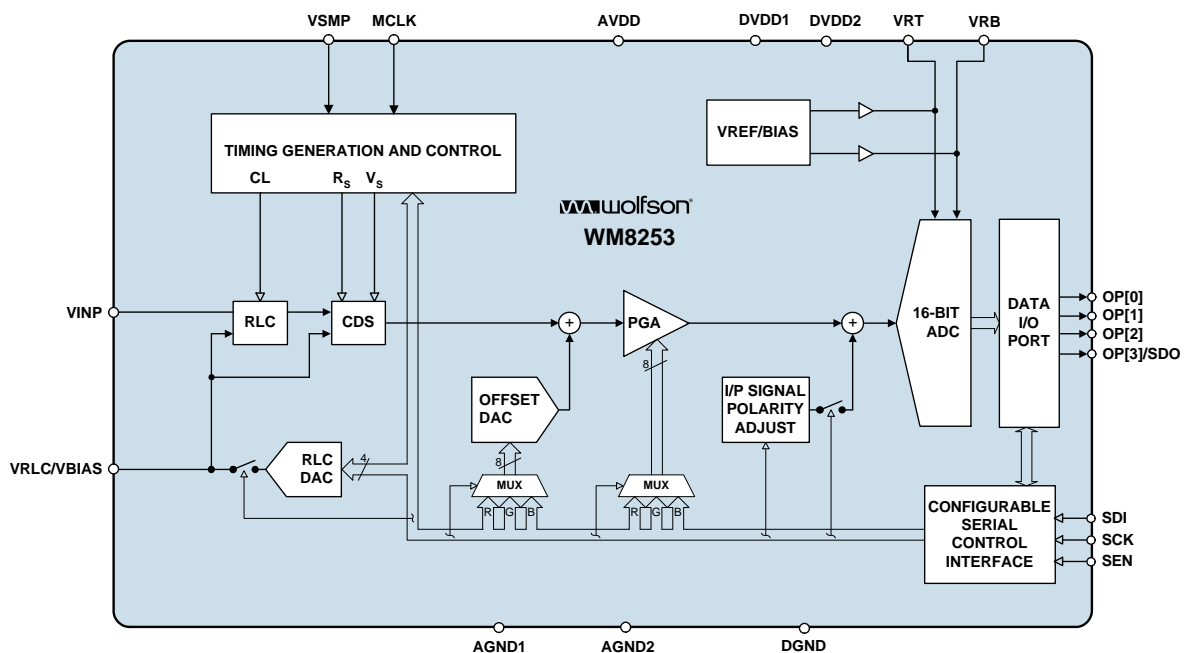 VSMP MCLK AVDD DVDD1 DVDD2 VRT VRB
TIMING GENERATION AND CONTROL
CL RS VS
VREF/BIAS
wolfson®
WM8253
VINP
RLC
CDS
+
PGA
+
16-BIT
ADC
DATA
I/O
PORT
OP[0]
OP[1]
OP[2]
OP[3]/SDO
8
OFFSET
DAC
I/P SIGNAL
POLARITY
ADJUST
VRLC/VBIAS
RLC
DAC
4
8
MUX
R G B
MUX
R G B
CONFIGURABLE
SERIAL
CONTROL
INTERFACE
SDI
SCK
SEN
AGND1 AGND2 DGND